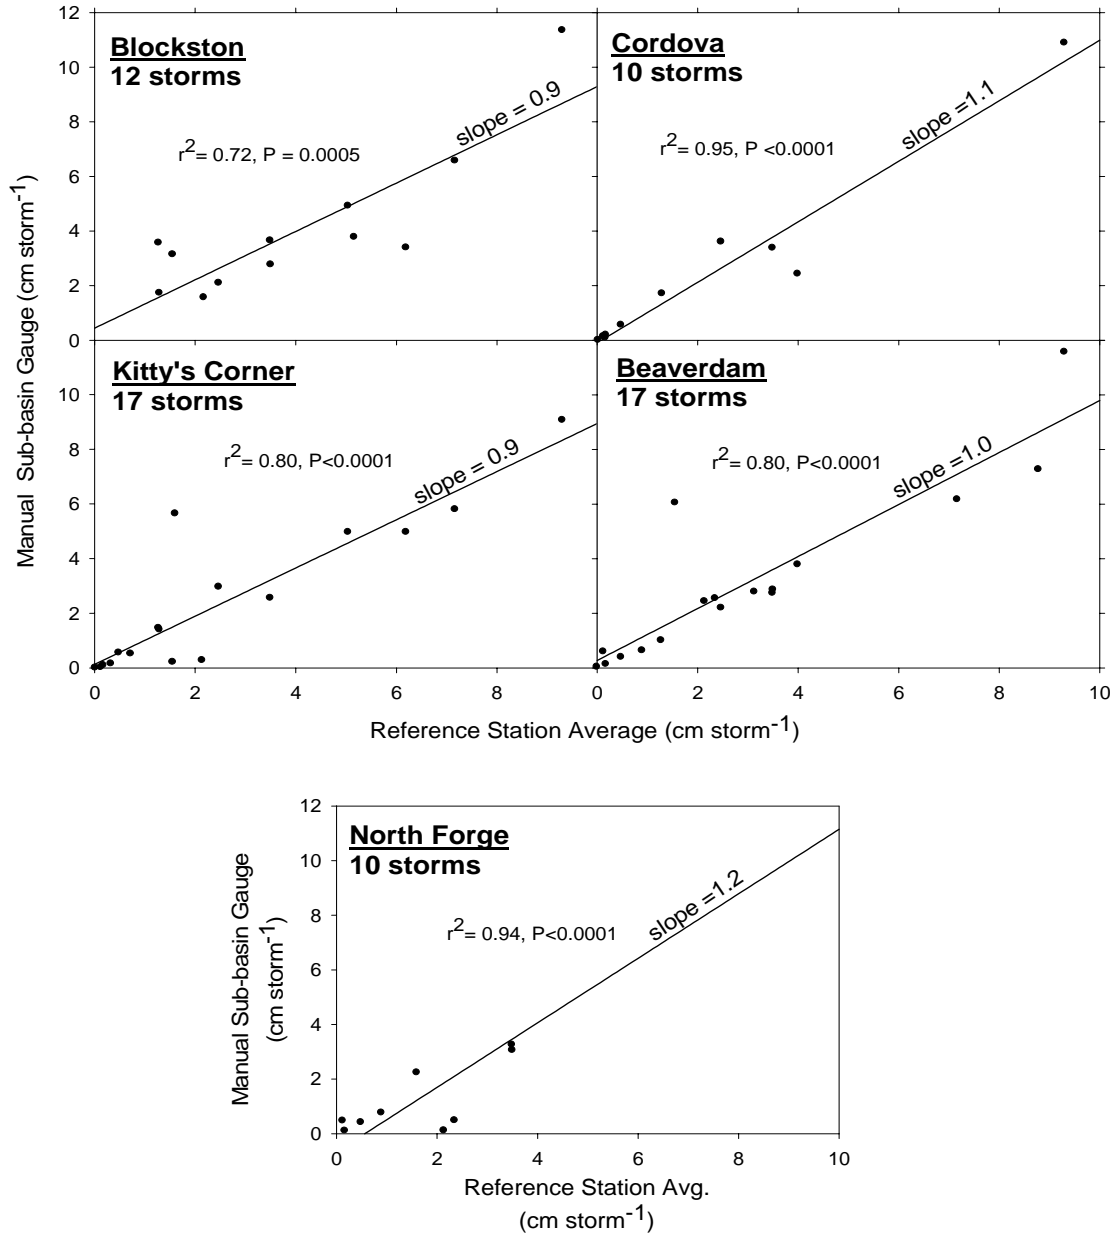 Manual Sub-basin Gauge (cm storm-1)
12
10
8
6
4
2
0
Blockston
12 storms
r2= 0.72, P = 0.0005
slope = 0.9
Cordova
10 storms
r2= 0.95, P <0.0001
slope =1.1
10
8
6
4
2
0
Kitty's Corner
17 storms
r2= 0.80, P<0.0001
slope = 0.9
Beaverdam
17 storms
r2= 0.80, P<0.0001
slope =1.0
0 2 4 6 8 0 2 4 6 8 10
Reference Station Average (cm storm-1)
Manual Sub-basin Gauge
(cm storm-1)
12
10
8
6
4
2
0
North Forge
10 storms
r2= 0.94, P<0.0001
slope =1.2
0 2 4 6 8 10
Reference Station Avg.
(cm storm-1)